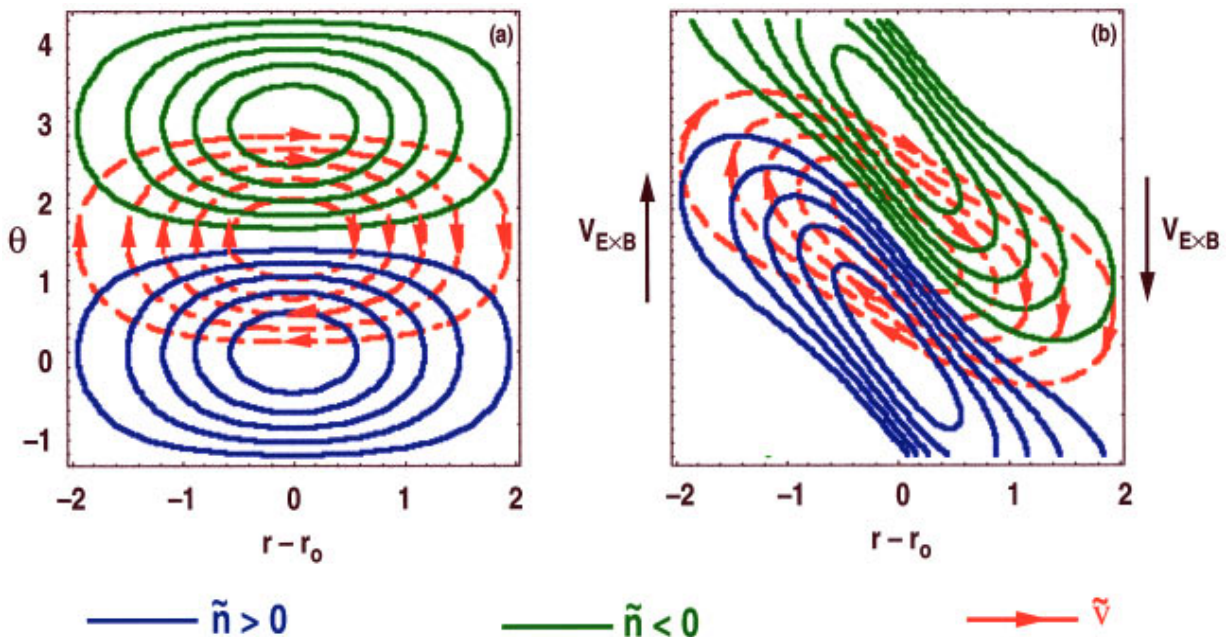 (a)
4
3
2
1
0
–1
θ
–2 –1 0 1 2
r – r₀
(b)
V_E×B
V_E×B
–2 –1 0 1 2
r – r₀
ñ > 0
ñ < 0
ṽ